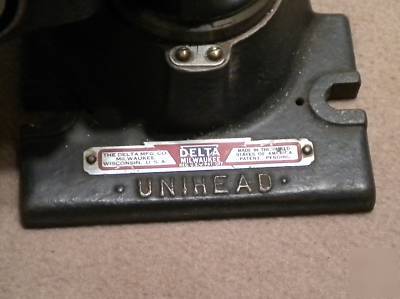 THE DELTA MFG. CO.
MILWAUKEE
WISCONSIN, U.S.A.
DELTA
MILWAUKEE
MADE IN THE UNITED
STATES OF AMERICA
PATENT PENDING
· UNIHEAD ·